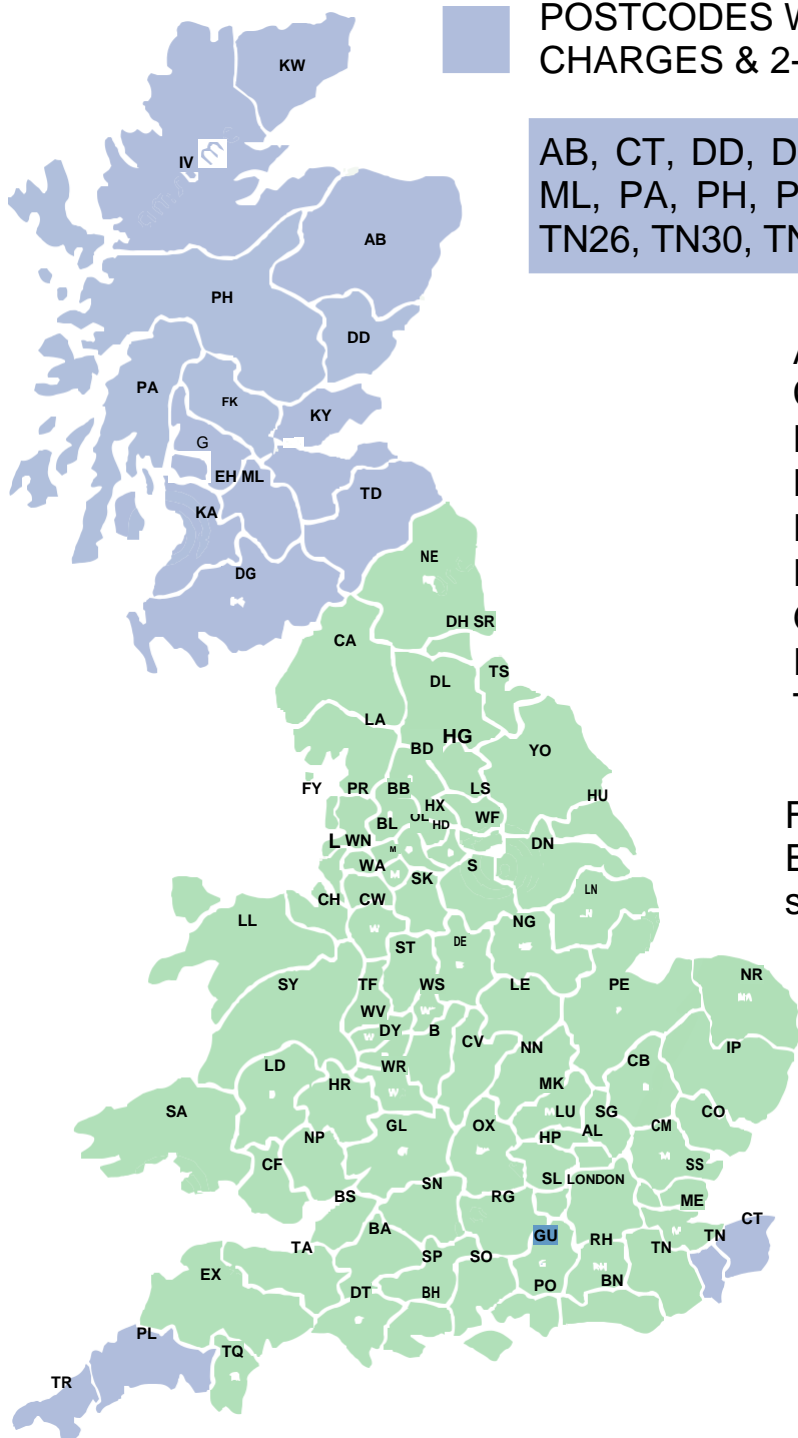 POSTCODES W
CHARGES & 2-
AB, CT, DD, D
ML, PA, PH, P
TN26, TN30, TN
KW
IV
AB
PH
DD
PA
FK
KY
G
EH ML
TD
KA
DG
NE
DH SR
CA
TS
DL
LA
HG
BD
YO
FY
PR
BB
LS
HU
HX
OL
HD
WF
BL
L WN
M
DN
WA
S
SK
CH
CW
LN
LL
NG
ST
DE
SY
TF
WS
LE
PE
NR
WV
DY
B
CV
NN
IP
LD
WR
CB
HR
MK
SA
GL
OX
LU
SG
CO
NP
HP
AL
CM
CF
SL
LONDON
SS
BS
SN
RG
ME
CT
BA
GU
TN
TA
RH
TN
SP
SO
EX
DT
BH
PO
BN
PL
TQ
TR
F
E
s